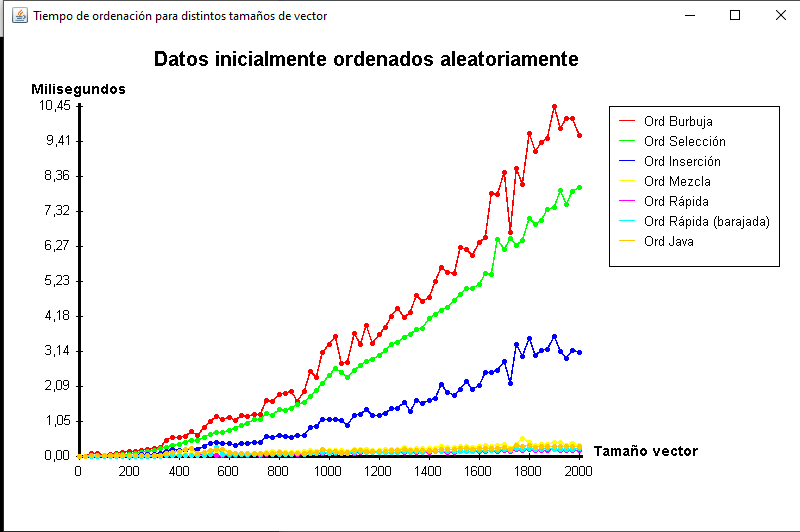 Tiempo de ordenación para distintos tamaños de vector
Datos inicialmente ordenados aleatoriamente
Milisegundos
10,45
9,41
8,36
7,32
6,27
5,23
4,18
3,14
2,09
1,05
0,00
0 200 400 600 800 1000 1200 1400 1600 1800 2000
Tamaño vector
Ord Burbuja
Ord Selección
Ord Inserción
Ord Mezcla
Ord Rápida
Ord Rápida (barajada)
Ord Java